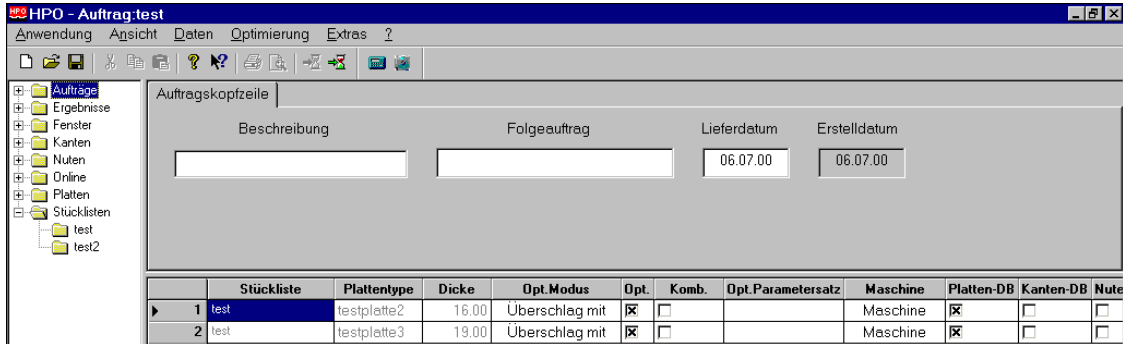 HPO - Auftrag:test
Anwendung Ansicht Daten Optimierung Extras ?
Aufträge
Ergebnisse
Fenster
Kanten
Nuten
Online
Platten
Stücklisten
test
test2
Auftragskopfzeile
Beschreibung Folgeauftrag Lieferdatum Erstelldatum
06.07.00 06.07.00
Stückliste Plattentype Dicke Opt.Modus Opt. Komb. Opt.Parametersatz Maschine Platten-DB Kanten-DB Nute
1 test testplatte2 16.00 Überschlag mit Maschine
2 test testplatte3 19.00 Überschlag mit Maschine